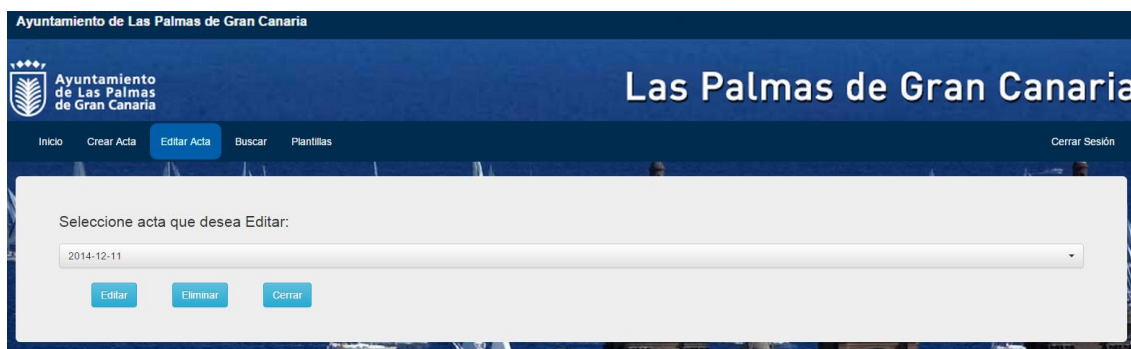 Ayuntamiento de Las Palmas de Gran Canaria
Ayuntamiento
de Las Palmas
de Gran Canaria
Las Palmas de Gran Canaria
Inicio Crear Acta Editar Acta Buscar Plantillas Cerrar Sesión
Seleccione acta que desea Editar:
2014-12-11
Editar Eliminar Cerrar